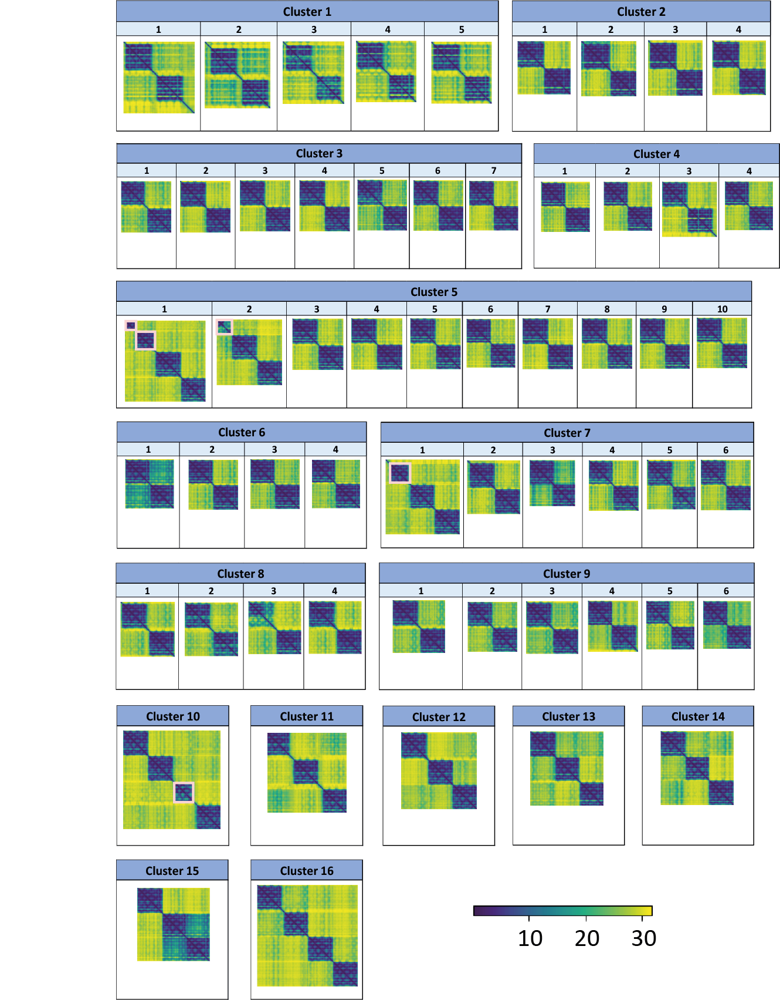 Cluster 1
1 2 3 4 5
Cluster 2
1 2 3 4
Cluster 3
1 2 3 4 5 6 7
Cluster 4
1 2 3 4
Cluster 5
1 2 3 4 5 6 7 8 9 10
Cluster 6
1 2 3 4
Cluster 7
1 2 3 4 5 6
Cluster 8
1 2 3 4
Cluster 9
1 2 3 4 5 6
Cluster 10
Cluster 11
Cluster 12
Cluster 13
Cluster 14
Cluster 15
Cluster 16
10 20 30